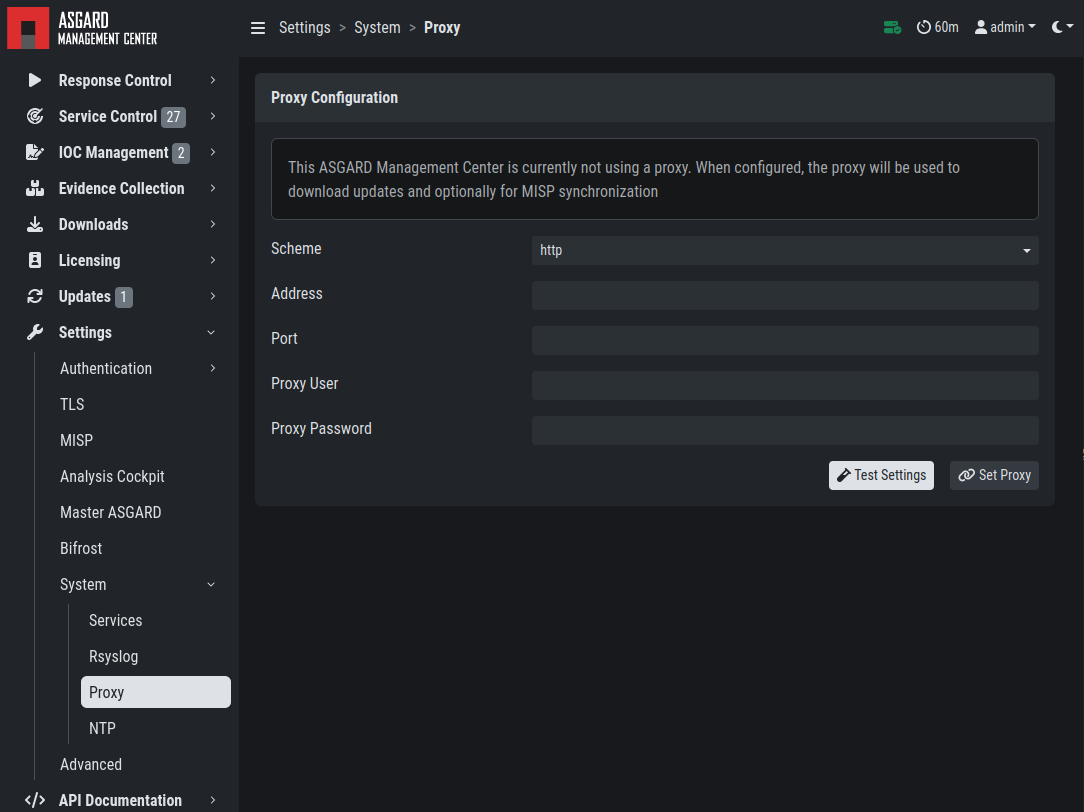 ASGARD
MANAGEMENT CENTER
Settings > System > Proxy
60m
admin
Response Control
Service Control 27
IOC Management 2
Evidence Collection
Downloads
Licensing
Updates 1
Settings
Authentication
TLS
MISP
Analysis Cockpit
Master ASGARD
Bifrost
System
Services
Rsyslog
Proxy
NTP
Advanced
API Documentation
Proxy Configuration
This ASGARD Management Center is currently not using a proxy. When configured, the proxy will be used to
download updates and optionally for MISP synchronization
Scheme
http
Address
Port
Proxy User
Proxy Password
Test Settings
Set Proxy